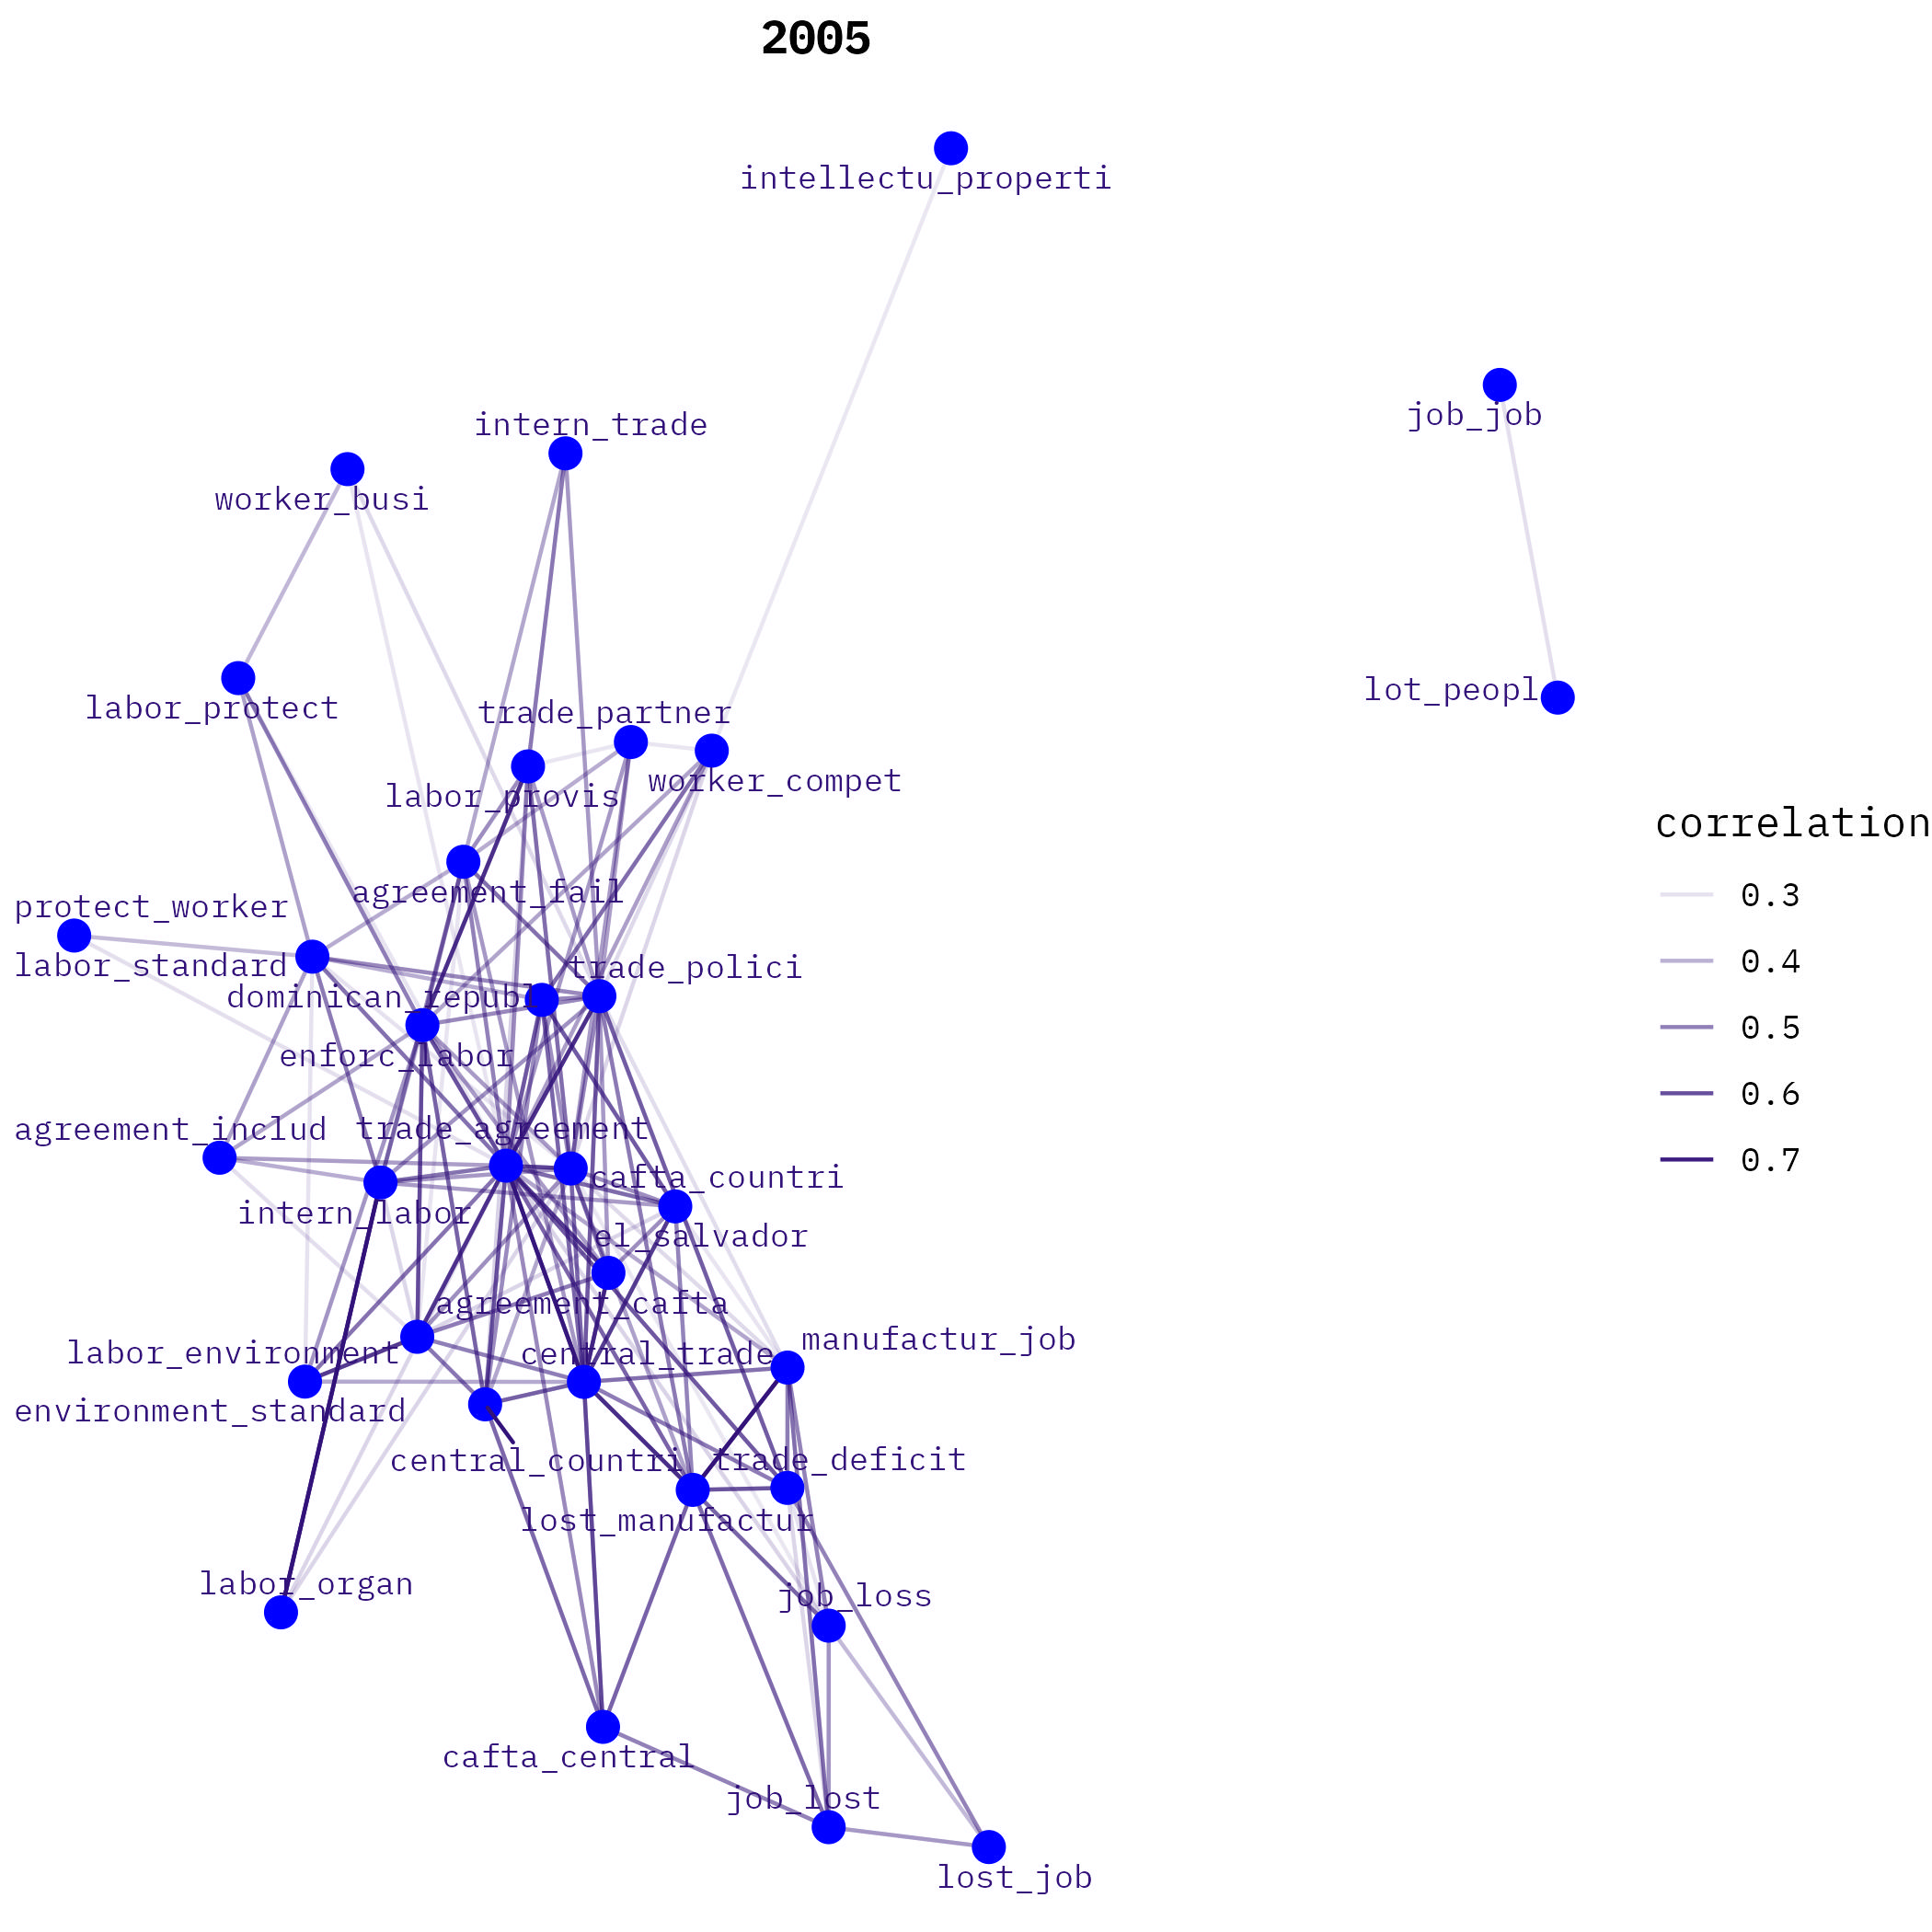 2005
intellectu_properti
job_job
intern_trade
worker_busi
lot_peopl
labor_protect
trade_partner
worker_compet
labor_provis
agreement_fail
protect_worker
labor_standard
trade_polici
dominican_republ
enforc_labor
agreement_includ
trade_agreement
cafta_countri
intern_labor
el_salvador
agreement_cafta
manufactur_job
labor_environment
central_trade
environment_standard
central_countri
trade_deficit
lost_manufactur
labor_organ
job_loss
cafta_central
job_lost
lost_job
correlation
0.3
0.4
0.5
0.6
0.7